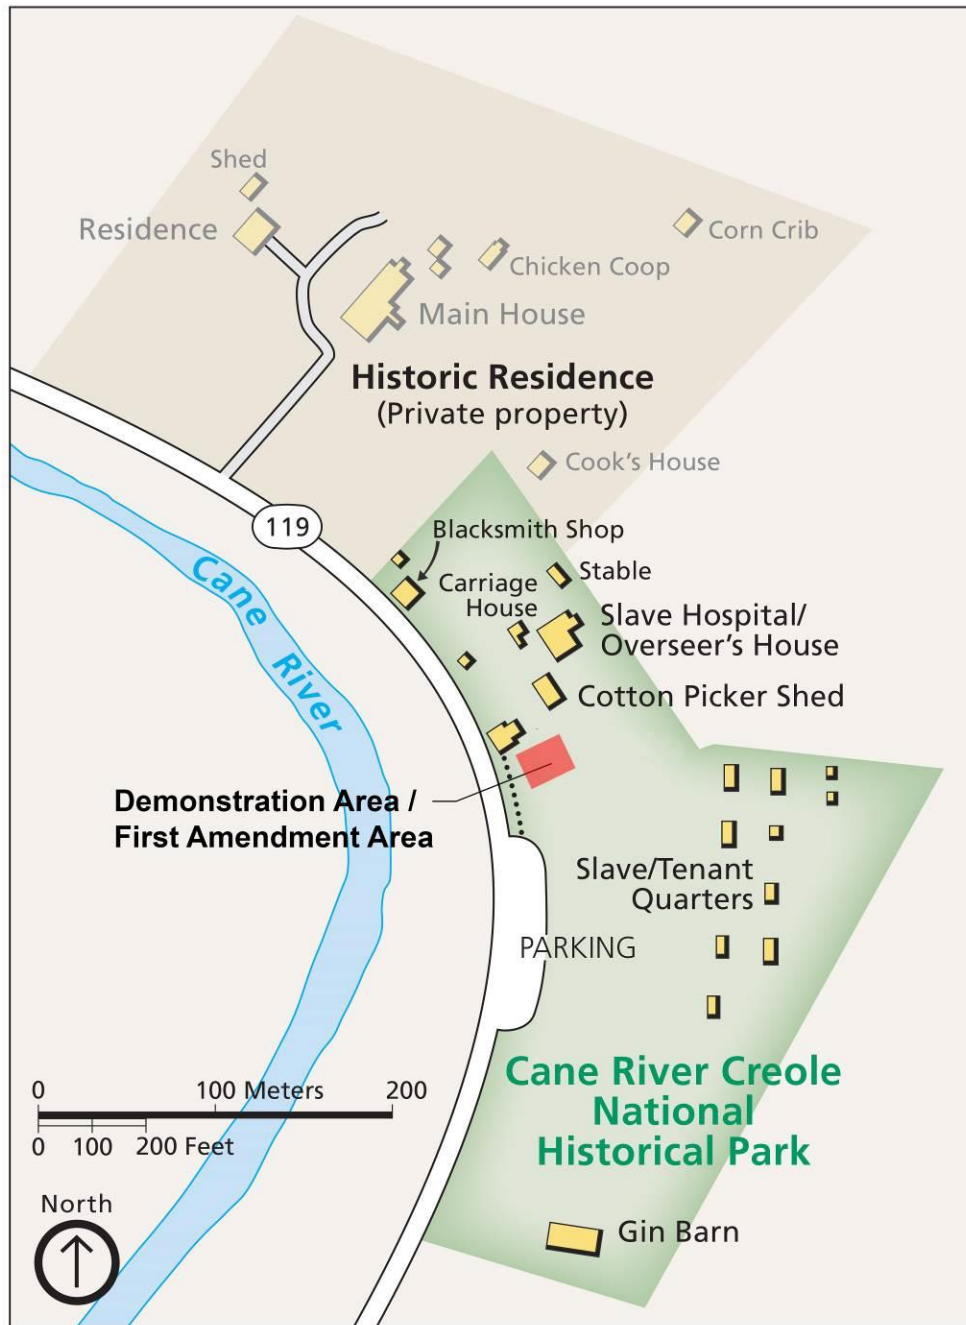 Shed
Residence
Corn Crib
Chicken Coop
Main House
Historic Residence
(Private property)
Cook's House
119
Blacksmith Shop
Carriage
House
Stable
Slave Hospital/
Overseer's House
Cane
River
Cotton Picker Shed
Demonstration Area /
First Amendment Area
Slave/Tenant
Quarters
PARKING
Cane River Creole
National
Historical Park
0 100 Meters 200
0 100 200 Feet
North
Gin Barn